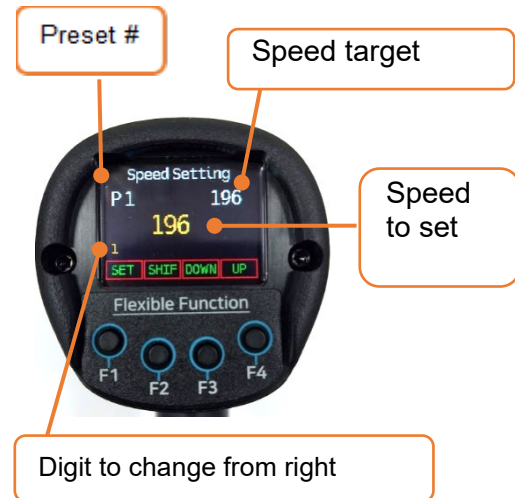 Preset #
Speed target
Speed Setting
P1 196
196
1
SET SHIF DOWN UP
Flexible Function
F1 F2 F3 F4
Speed
to set
Digit to change from right